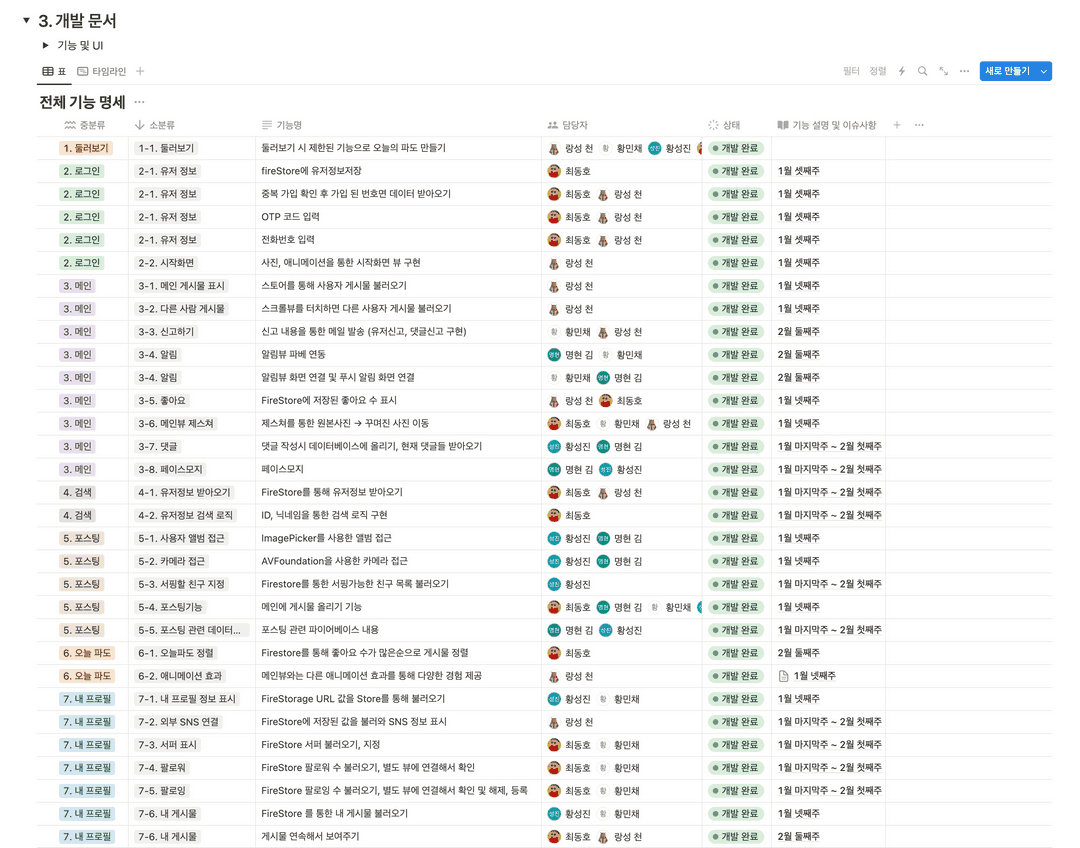 3. 개발 문서
기능 및 UI
표 타임라인 필터 정렬 새로 만들기
전체 기능 명세
중분류 소분류 기능명 담당자 상태 기능 설명 및 이슈사항
1. 둘러보기 1-1. 둘러보기 둘러보기 시 제한된 기능으로 오늘의 파도 만들기 랑성 천 황 황민채 성진 황성진 개발 완료
2. 로그인 2-1. 유저 정보 fireStore에 유저정보저장 최동호 개발 완료 1월 셋째주
2. 로그인 2-1. 유저 정보 중복 가입 확인 후 가입 된 번호면 데이터 받아오기 최동호 랑성 천 개발 완료 1월 셋째주
2. 로그인 2-1. 유저 정보 OTP 코드 입력 최동호 랑성 천 개발 완료 1월 셋째주
2. 로그인 2-1. 유저 정보 전화번호 입력 최동호 랑성 천 개발 완료 1월 셋째주
2. 로그인 2-2. 시작화면 사진, 애니메이션을 통한 시작화면 뷰 구현 랑성 천 개발 완료 1월 셋째주
3. 메인 3-1. 메인 게시물 표시 스토어를 통해 사용자 게시물 불러오기 랑성 천 개발 완료 1월 넷째주
3. 메인 3-2. 다른 사람 게시물 스크롤뷰를 터치하면 다른 사용자 게시물 불러오기 랑성 천 개발 완료 1월 넷째주
3. 메인 3-3. 신고하기 신고 내용을 통한 메일 발송 (유저신고, 댓글신고 구현) 황 황민채 랑성 천 개발 완료 2월 둘째주
3. 메인 3-4. 알림 알림뷰 파베 연동 명현 명현 김 황 황민채 개발 완료 2월 둘째주
3. 메인 3-4. 알림 알림뷰 화면 연결 및 푸시 알림 화면 연결 황 황민채 명현 명현 김 개발 완료 2월 둘째주
3. 메인 3-5. 좋아요 FireStore에 저장된 좋아요 수 표시 랑성 천 최동호 개발 완료 1월 넷째주
3. 메인 3-6. 메인뷰 제스쳐 제스쳐를 통한 원본사진 → 꾸며진 사진 이동 최동호 황 황민채 랑성 천 개발 완료 1월 넷째주
3. 메인 3-7. 댓글 댓글 작성시 데이터베이스에 올리기, 현재 댓글들 받아오기 성진 황성진 명현 명현 김 개발 완료 1월 마지막주 ~ 2월 첫째주
3. 메인 3-8. 페이스모지 페이스모지 명현 명현 김 성진 황성진 개발 완료 1월 마지막주 ~ 2월 첫째주
4. 검색 4-1. 유저정보 받아오기 FireStore를 통해 유저정보 받아오기 최동호 랑성 천 개발 완료 1월 마지막주 ~ 2월 첫째주
4. 검색 4-2. 유저정보 검색 로직 ID, 닉네임을 통한 검색 로직 구현 최동호 개발 완료 1월 마지막주 ~ 2월 첫째주
5. 포스팅 5-1. 사용자 앨범 접근 ImagePicker를 사용한 앨범 접근 성진 황성진 명현 명현 김 개발 완료 1월 넷째주
5. 포스팅 5-2. 카메라 접근 AVFoundation을 사용한 카메라 접근 성진 황성진 명현 명현 김 개발 완료 1월 넷째주
5. 포스팅 5-3. 서핑할 친구 지정 Firestore를 통한 서핑가능한 친구 목록 불러오기 성진 황성진 개발 완료 1월 마지막주 ~ 2월 첫째주
5. 포스팅 5-4. 포스팅기능 메인에 게시물 올리기 기능 최동호 명현 명현 김 황 황민채 개발 완료 1월 넷째주
5. 포스팅 5-5. 포스팅 관련 데이터... 포스팅 관련 파이어베이스 내용 명현 명현 김 성진 황성진 개발 완료 1월 마지막주 ~ 2월 첫째주
6. 오늘 파도 6-1. 오늘파도 정렬 Firestore를 통해 좋아요 수가 많은순으로 게시물 정렬 최동호 개발 완료 2월 둘째주
6. 오늘 파도 6-2. 애니메이션 효과 메인뷰와는 다른 애니메이션 효과를 통해 다양한 경험 제공 랑성 천 개발 완료 1월 넷째주
7. 내 프로필 7-1. 내 프로필 정보 표시 FireStorage URL 값을 Store를 통해 불러오기 성진 황성진 황 황민채 개발 완료 1월 넷째주
7. 내 프로필 7-2. 외부 SNS 연결 FireStore에 저장된 값을 불러와 SNS 정보 표시 랑성 천 개발 완료 1월 마지막주 ~ 2월 첫째주
7. 내 프로필 7-3. 서퍼 표시 FireStore 서퍼 불러오기, 지정 최동호 황 황민채 개발 완료 1월 마지막주 ~ 2월 첫째주
7. 내 프로필 7-4. 팔로워 FireStore 팔로워 수 불러오기, 별도 뷰에 연결해서 확인 최동호 황 황민채 개발 완료 1월 마지막주 ~ 2월 첫째주
7. 내 프로필 7-5. 팔로잉 FireStore 팔로잉 수 불러오기, 별도 뷰에 연결해서 확인 및 해제, 등록 최동호 황 황민채 개발 완료 1월 마지막주 ~ 2월 첫째주
7. 내 프로필 7-6. 내 게시물 FireStore 를 통한 내 게시물 불러오기 성진 황성진 황 황민채 개발 완료 1월 넷째주
7. 내 프로필 7-6. 내 게시물 게시물 연속해서 보여주기 최동호 랑성 천 개발 완료 2월 둘째주